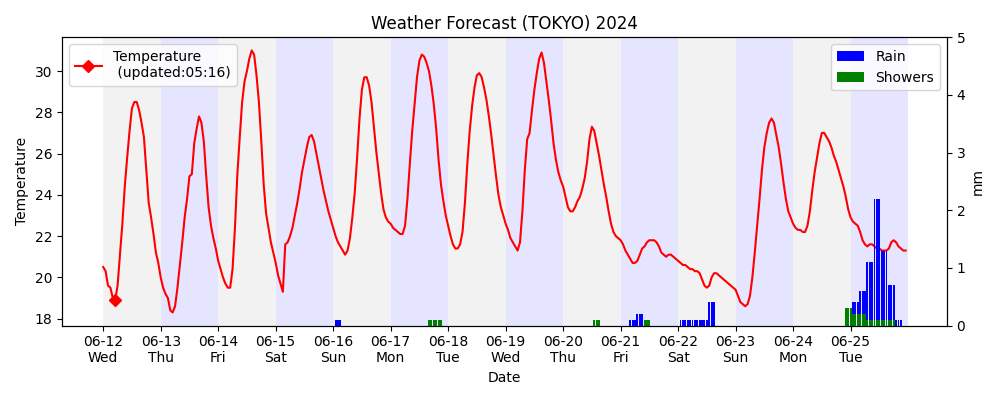 Weather Forecast (TOKYO) 2024
Temperature
(updated:05:16)
Rain
Showers
Temperature
30
28
26
24
22
20
18
5
4
3
2
1
0
mm
06-12 06-13 06-14 06-15 06-16 06-17 06-18 06-19 06-20 06-21 06-22 06-23 06-24 06-25
Wed Thu Fri Sat Sun Mon Tue Wed Thu Fri Sat Sun Mon Tue
Date